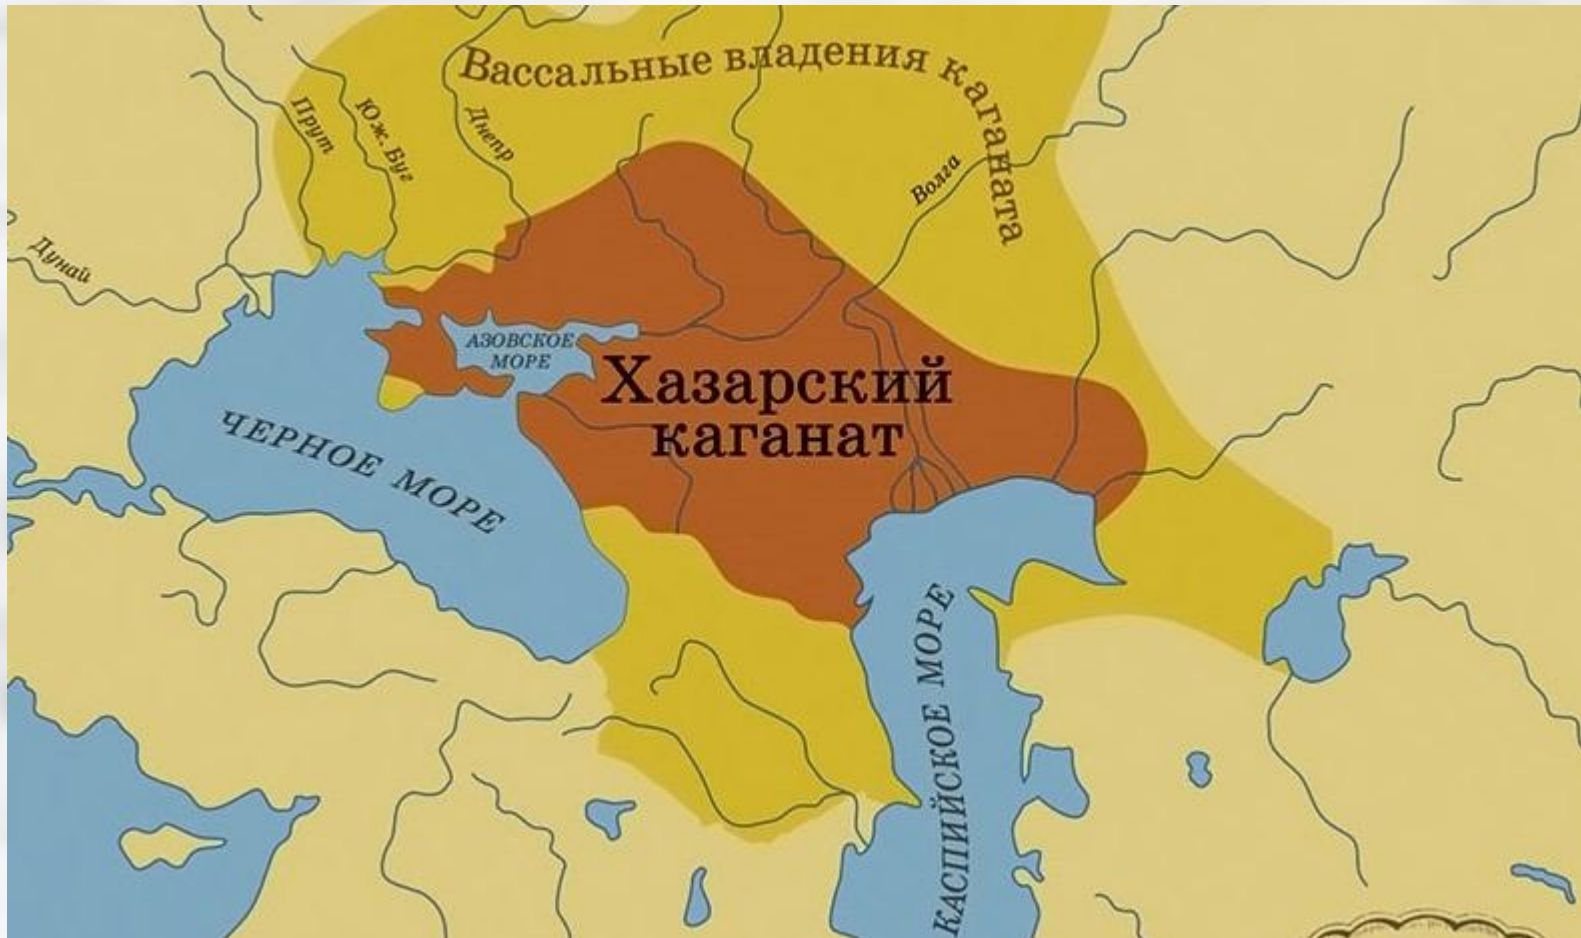 Вассальные владения каганата
Прут
Юж. Буг
Днепр
Волга
Дунай
АЗОВСКОЕ
МОРЕ
Хазарский
каганат
ЧЕРНОЕ МОРЕ
КАСПИЙСКОЕ МОРЕ